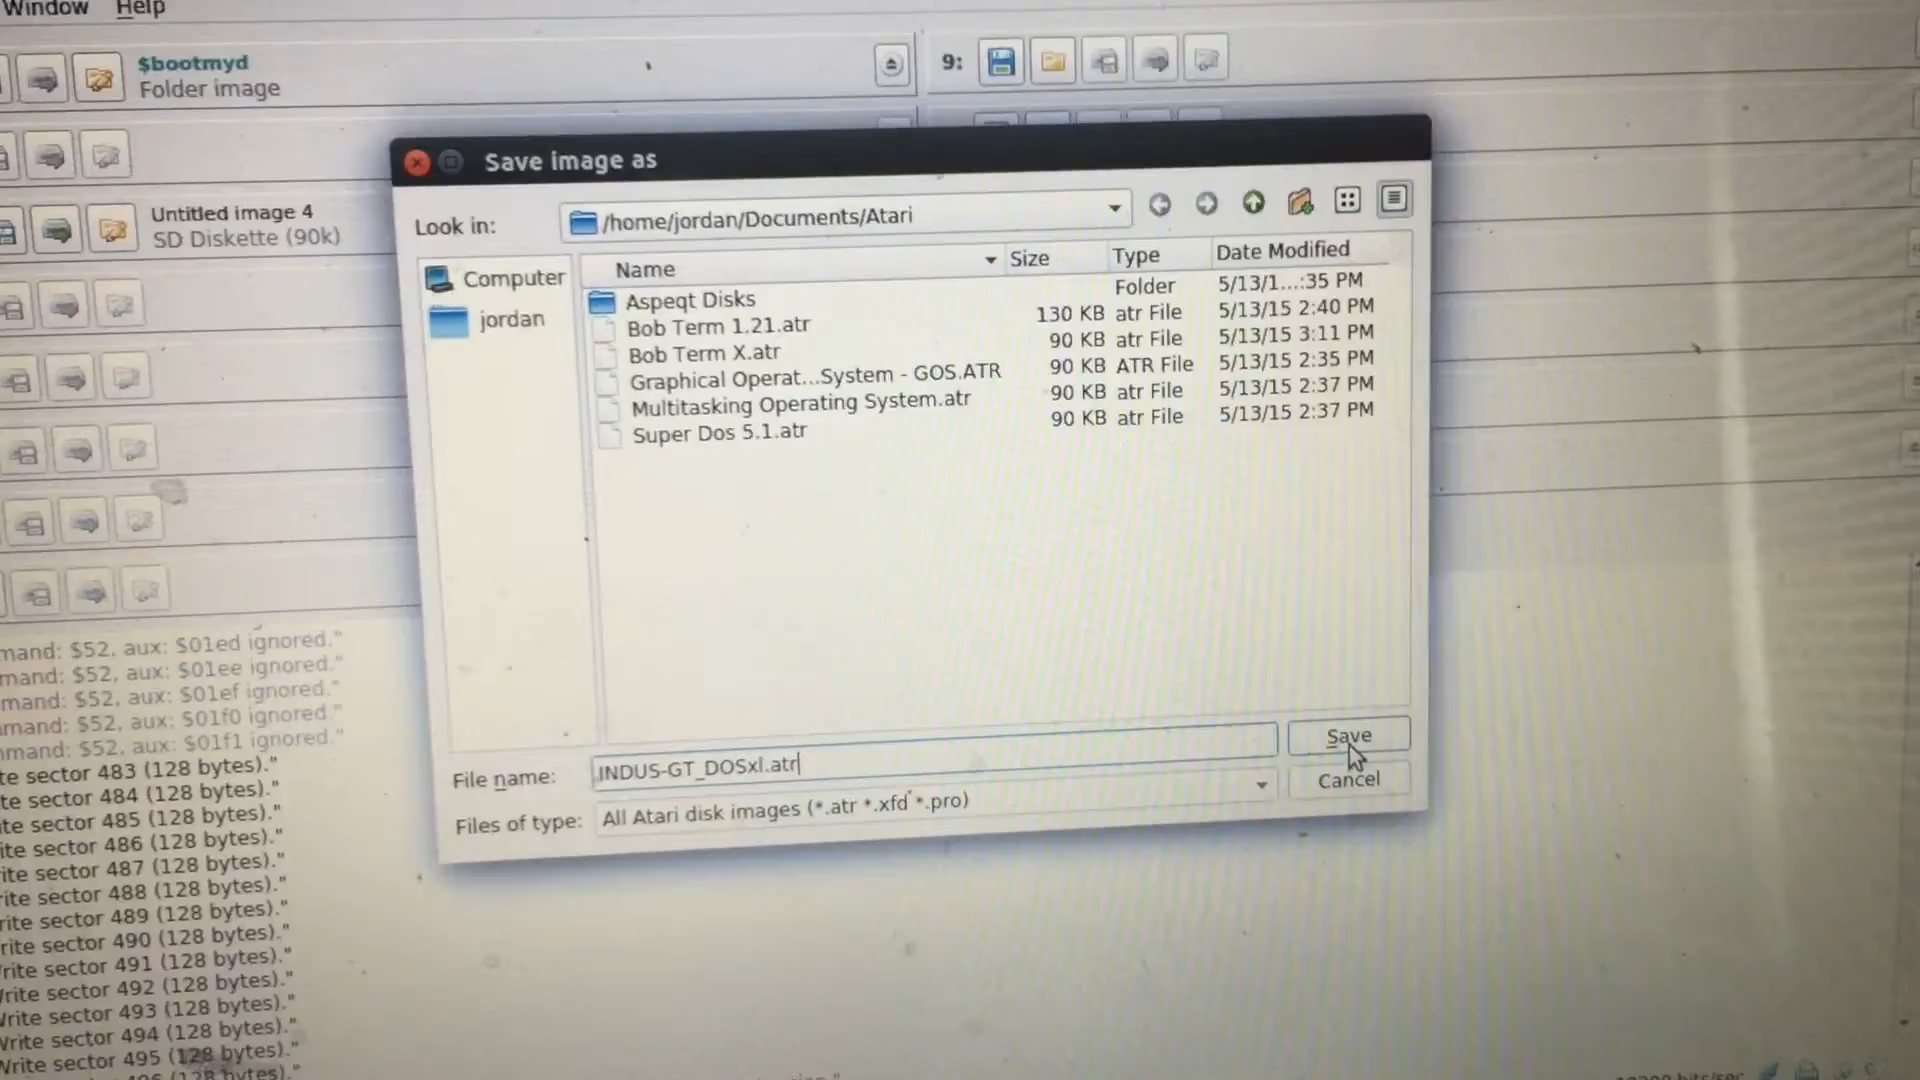 Window Help
$bootmyd
Folder image
9:
Save image as
Look in: /home/jordan/Documents/Atari
Computer
jordan
Name Size Type Date Modified
Aspeqt Disks Folder 5/13/1...:35 PM
Bob Term 1.21.atr 130 KB atr File 5/13/15 2:40 PM
Bob Term X.atr 90 KB atr File 5/13/15 3:11 PM
Graphical Operat...System - GOS.ATR 90 KB ATR File 5/13/15 2:35 PM
Multitasking Operating System.atr 90 KB atr File 5/13/15 2:37 PM
Super Dos 5.1.atr 90 KB atr File 5/13/15 2:37 PM
File name: INDUS-GT_DOSxl.atr
Save
Files of type: All Atari disk images (*.atr *.xfd *.pro)
Cancel
Untitled image 4
SD Diskette (90k)
mand: $52, aux: $01ed ignored."
mand: $52, aux: $01ee ignored."
mand: $52, aux: $01ef ignored."
mand: $52, aux: $01f0 ignored."
mmand: $52, aux: $01f1 ignored."
te sector 483 (128 bytes)."
te sector 484 (128 bytes)."
ite sector 485 (128 bytes)."
ite sector 486 (128 bytes)."
ite sector 487 (128 bytes)."
rite sector 488 (128 bytes)."
rite sector 489 (128 bytes)."
rite sector 490 (128 bytes)."
rite sector 491 (128 bytes)."
Write sector 492 (128 bytes)."
Write sector 493 (128 bytes)."
Write sector 494 (128 bytes)."
Write sector 495 (128 bytes)."